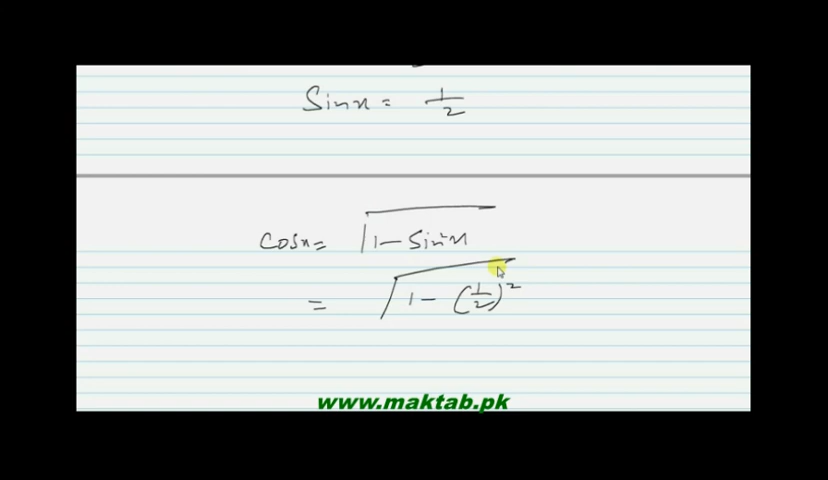 Sinx = 1/2
Cosx = √1 - Sin²x
= √1 - (1/2)²
www.maktab.pk